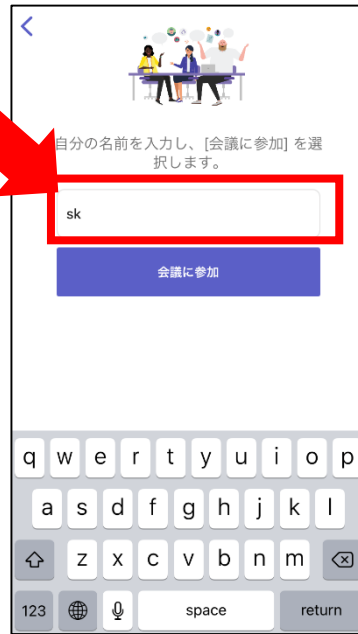 自分の名前を入力し、[会議に参加] を選
択します。
sk
会議に参加
q w e r t y u i o p
a s d f g h j k l
z x c v b n m
123 space return